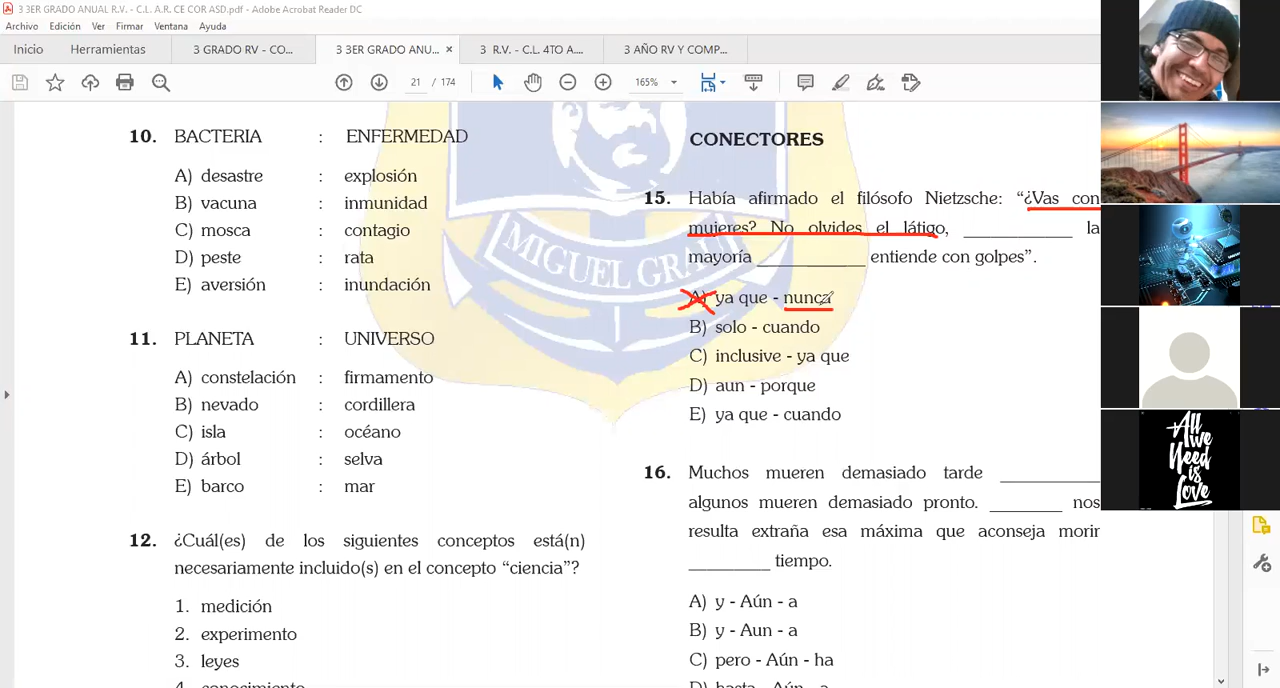 3 3ER GRADO ANUAL R.V. - C.L. A.R. CE COR ASD.pdf - Adobe Acrobat Reader DC
Archivo Edición Ver Firmar Ventana Ayuda
Inicio Herramientas 3 GRADO RV - CO... 3 3ER GRADO ANU... × 3 R.V. - C.L. 4TO A.... 3 AÑO RV Y COMP...
21 / 174 165%
10. BACTERIA : ENFERMEDAD
A) desastre : explosión
B) vacuna : inmunidad
C) mosca : contagio
D) peste : rata
E) aversión : inundación
11. PLANETA : UNIVERSO
A) constelación : firmamento
B) nevado : cordillera
C) isla : océano
D) árbol : selva
E) barco : mar
12. ¿Cuál(es) de los siguientes conceptos está(n)
necesariamente incluido(s) en el concepto “ciencia”?
1. medición
2. experimento
3. leyes
4. conocimiento
CONECTORES
15. Había afirmado el filósofo Nietzsche: “¿Vas con
mujeres? No olvides el látigo, ____________ la
mayoría ____________ entiende con golpes”.
A) ya que - nunca
B) solo - cuando
C) inclusive - ya que
D) aun - porque
E) ya que - cuando
16. Muchos mueren demasiado tarde ___________
algunos mueren demasiado pronto. ________ nos
resulta extraña esa máxima que aconseja morir
_________ tiempo.
A) y - Aún - a
B) y - Aun - a
C) pero - Aún - ha
D) hasta - Aún - a
MIGUEL GRAU
All
we
Need
is
Love